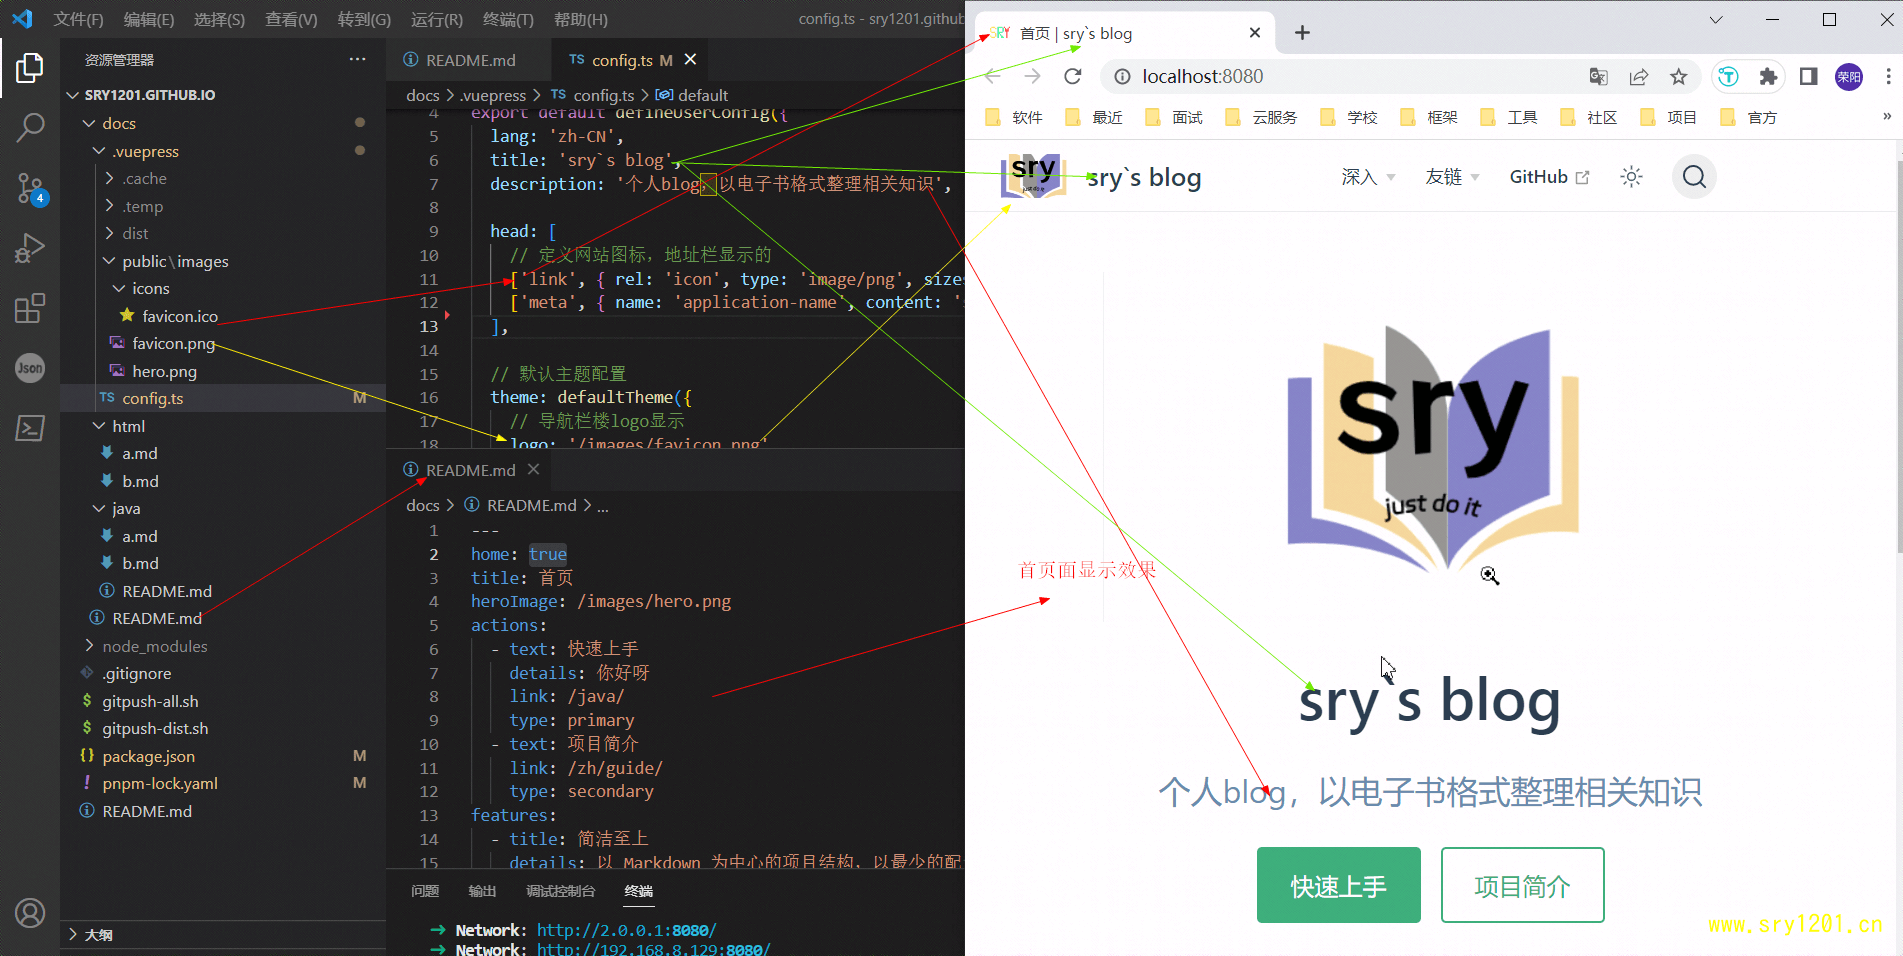 文件(F) 编辑(E) 选择(S) 查看(V) 转到(G) 运行(R) 终端(T) 帮助(H) config.ts - sry1201.github
资源管理器 ···
SRY1201.GITHUB.IO
docs
.vuepress
.cache
.temp
dist
public\images
icons
favicon.ico
favicon.png
hero.png
config.ts M
html
a.md
b.md
java
a.md
b.md
README.md
README.md
node_modules
.gitignore
gitpush-all.sh
gitpush-dist.sh
package.json M
pnpm-lock.yaml M
README.md
大纲
4
Json
README.md TS config.ts M
docs > .vuepress > TS config.ts > default
4 export default defineUserConfig({
5 lang: 'zh-CN',
6 title: 'sry`s blog',
7 description: '个人blog，以电子书格式整理相关知识',
8
9 head: [
10 // 定义网站图标，地址栏显示的
11 ['link', { rel: 'icon', type: 'image/png', sizes
12 ['meta', { name: 'application-name', content: '
13 ],
14
15 // 默认主题配置
16 theme: defaultTheme({
17 // 导航栏楼logo显示
18 logo: '/images/favicon.png'
README.md
docs > README.md > ...
1 ---
2 home: true
3 title: 首页
4 heroImage: /images/hero.png
5 actions:
6 - text: 快速上手
7 details: 你好呀
8 link: /java/
9 type: primary
10 - text: 项目简介
11 link: /zh/guide/
12 type: secondary
13 features:
14 - title: 简洁至上
15 details: 以 Markdown 为中心的项目结构，以最少的配
问题 输出 调试控制台 终端
➜ Network: http://2.0.0.1:8080/
➜ Network: http://192.168.8.129:8080/
SRY 首页 | sry`s blog
localhost:8080
荣阳
软件 最近 面试 云服务 学校 框架 工具 社区 项目 官方 »
sry
just do it
sry`s blog 深入 友链 GitHub
sry
just do it
首页面显示效果
sry`s blog
个人blog，以电子书格式整理相关知识
快速上手 项目简介
www.sry1201.cn